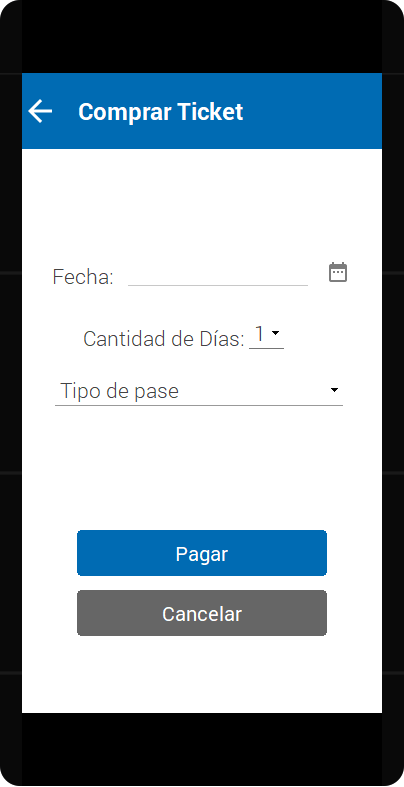 Comprar Ticket
Fecha:
Cantidad de Días: 1
Tipo de pase
Pagar
Cancelar